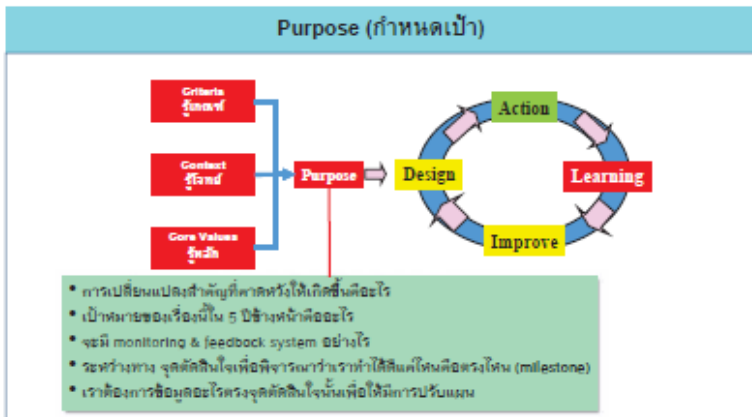 Purpose (กำหนดเป้า)
Criteria
รู้เกณฑ์
Context
รู้โจทย์
Core Values
รู้หลัก
Purpose
Design
Action
Learning
Improve
• การเปลี่ยนแปลงสำคัญที่คาดหวังให้เกิดขึ้นคืออะไร
• เป้าหมายของเรื่องนี้ใน 5 ปีข้างหน้าคืออะไร
• จะมี monitoring & feedback system อย่างไร
• ระหว่างทาง จุดตัดสินใจเพื่อพิจารณาว่าเราทำได้ดีแค่ไหนคือตรงไหน (milestone)
• เราต้องการข้อมูลอะไรตรงจุดตัดสินใจนั้นเพื่อให้มีการปรับแผน